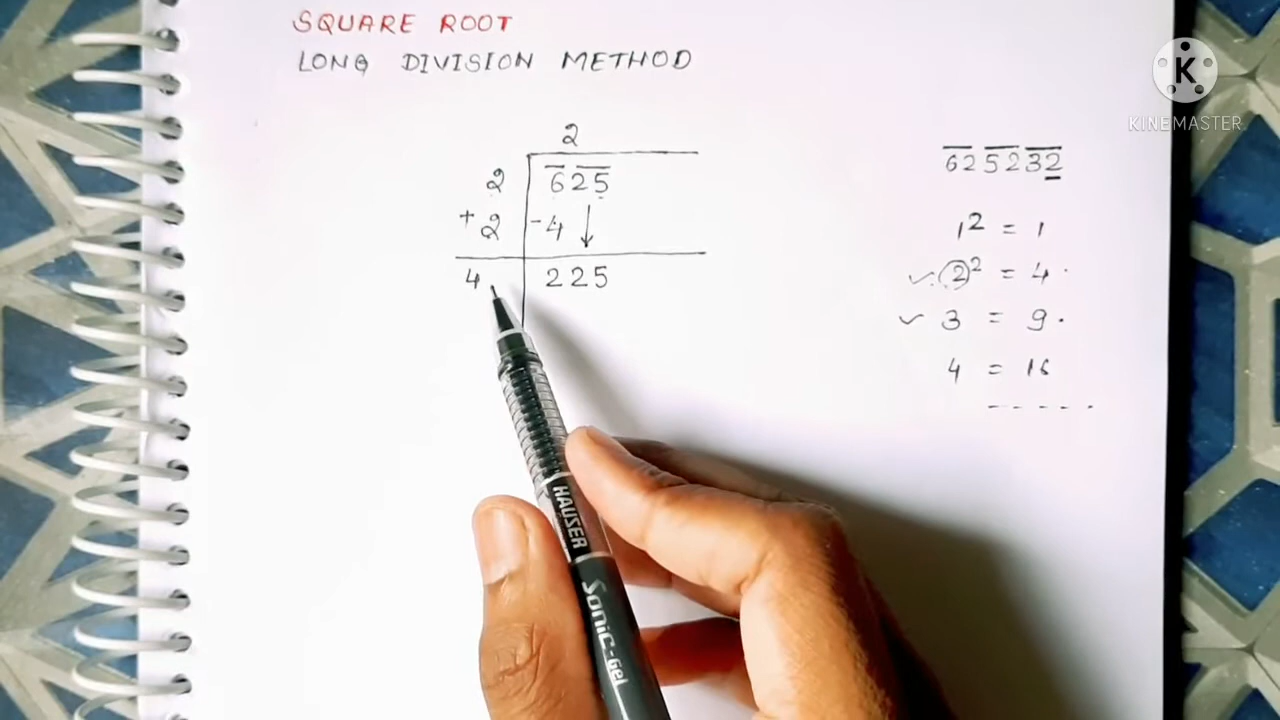 SQUARE ROOT
LONG DIVISION METHOD
K
KINEMASTER
2
2 625
+ 2 - 4 ↓
4 225
625232
1² = 1
✓ 2² = 4.
✓ 3 = 9.
4 = 16
- - - - -
HAUSER
Sonic-Gel